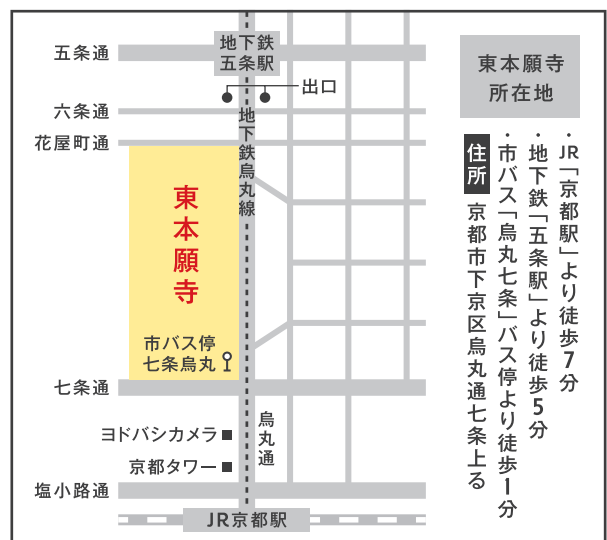 地下鉄
五条駅
五条通
出口
六条通
花屋町通
地下鉄烏丸線
東本願寺
市バス停
七条烏丸
七条通
ヨドバシカメラ
烏丸通
京都タワー
塩小路通
JR京都駅
東本願寺
所在地
・JR「京都駅」より徒歩7分
・地下鉄「五条駅」より徒歩5分
・市バス「烏丸七条」バス停より徒歩1分
住所 京都市下京区烏丸通七条上る